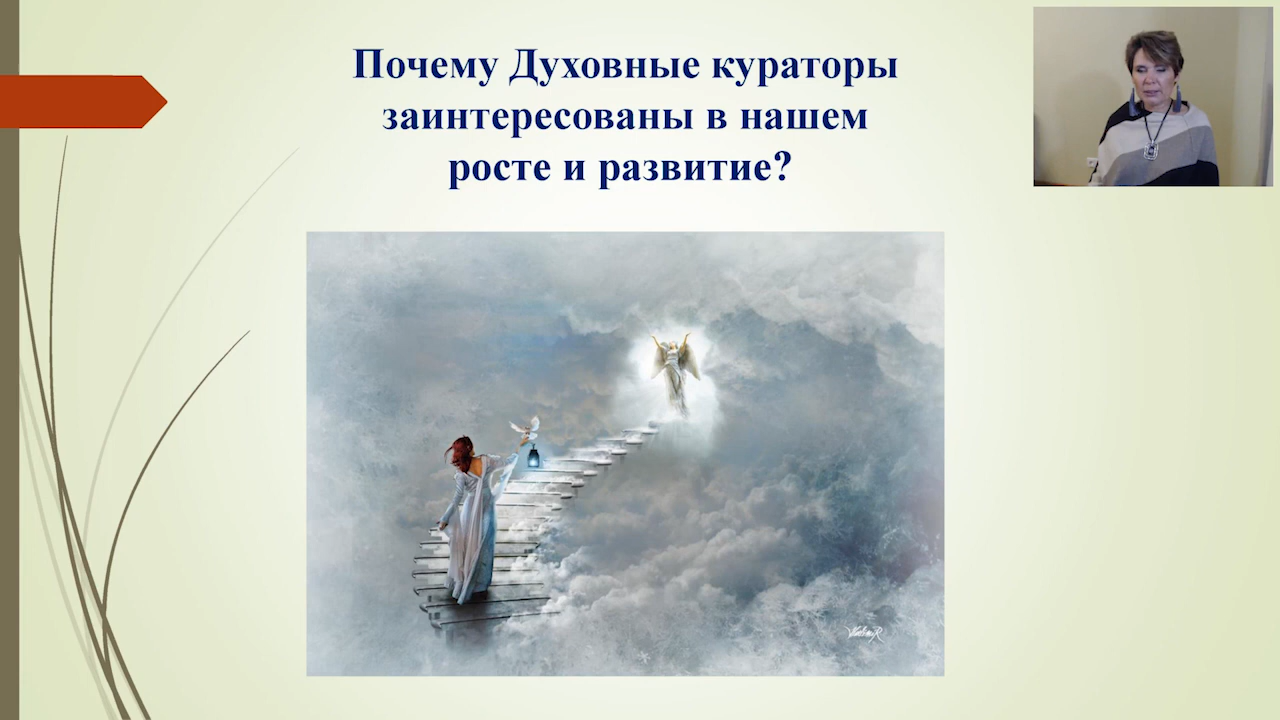 Почему Духовные кураторы
заинтересованы в нашем
росте и развитие?